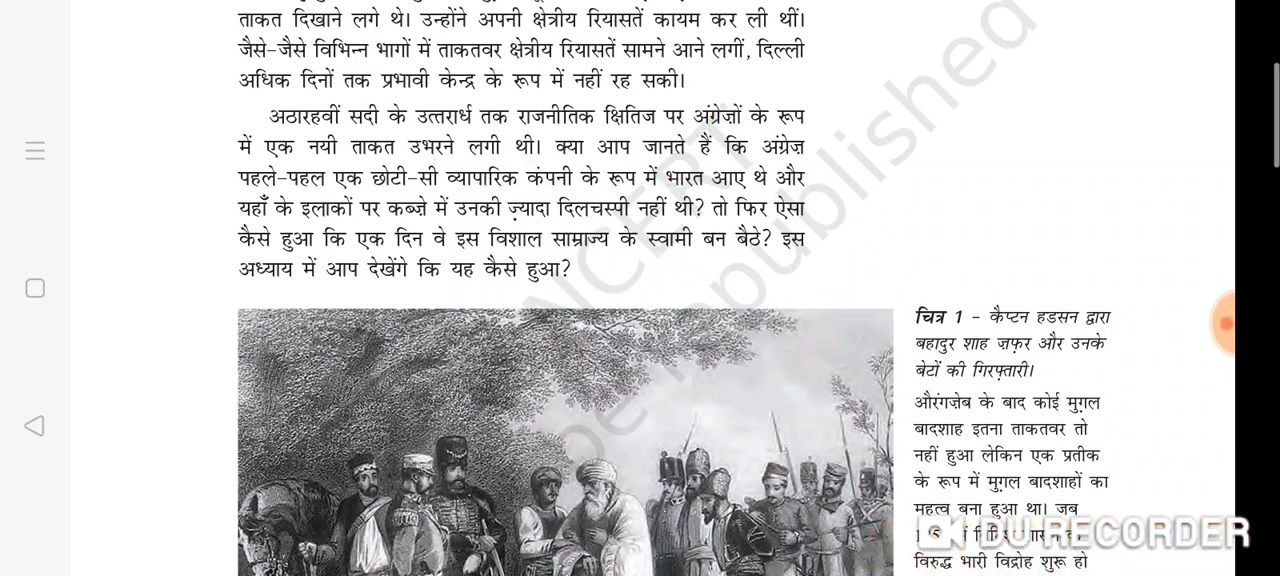 ताकत दिखाने लगे थे। उन्होंने अपनी क्षेत्रीय रियासतें कायम कर ली थीं।
जैसे-जैसे विभिन्न भागों में ताकतवर क्षेत्रीय रियासतें सामने आने लगीं, दिल्ली
अधिक दिनों तक प्रभावी केन्द्र के रूप में नहीं रह सकी।
अठारहवीं सदी के उत्तरार्ध तक राजनीतिक क्षितिज पर अंग्रेज़ों के रूप
में एक नयी ताकत उभरने लगी थी। क्या आप जानते हैं कि अंग्रेज़
पहले-पहल एक छोटी-सी व्यापारिक कंपनी के रूप में भारत आए थे और
यहाँ के इलाकों पर कब्ज़े में उनकी ज़्यादा दिलचस्पी नहीं थी? तो फिर ऐसा
कैसे हुआ कि एक दिन वे इस विशाल साम्राज्य के स्वामी बन बैठे? इस
अध्याय में आप देखेंगे कि यह कैसे हुआ?
चित्र 1 – कैप्टन हडसन द्वारा
बहादुर शाह ज़फ़र और उनके
बेटों की गिरफ़्तारी।
औरंगज़ेब के बाद कोई मुग़ल
बादशाह इतना ताकतवर तो
नहीं हुआ लेकिन एक प्रतीक
के रूप में मुग़ल बादशाहों का
महत्व बना हुआ था। जब
विरुद्ध भारी विद्रोह शुरू हो
NCERT
be republished
DU RECORDER